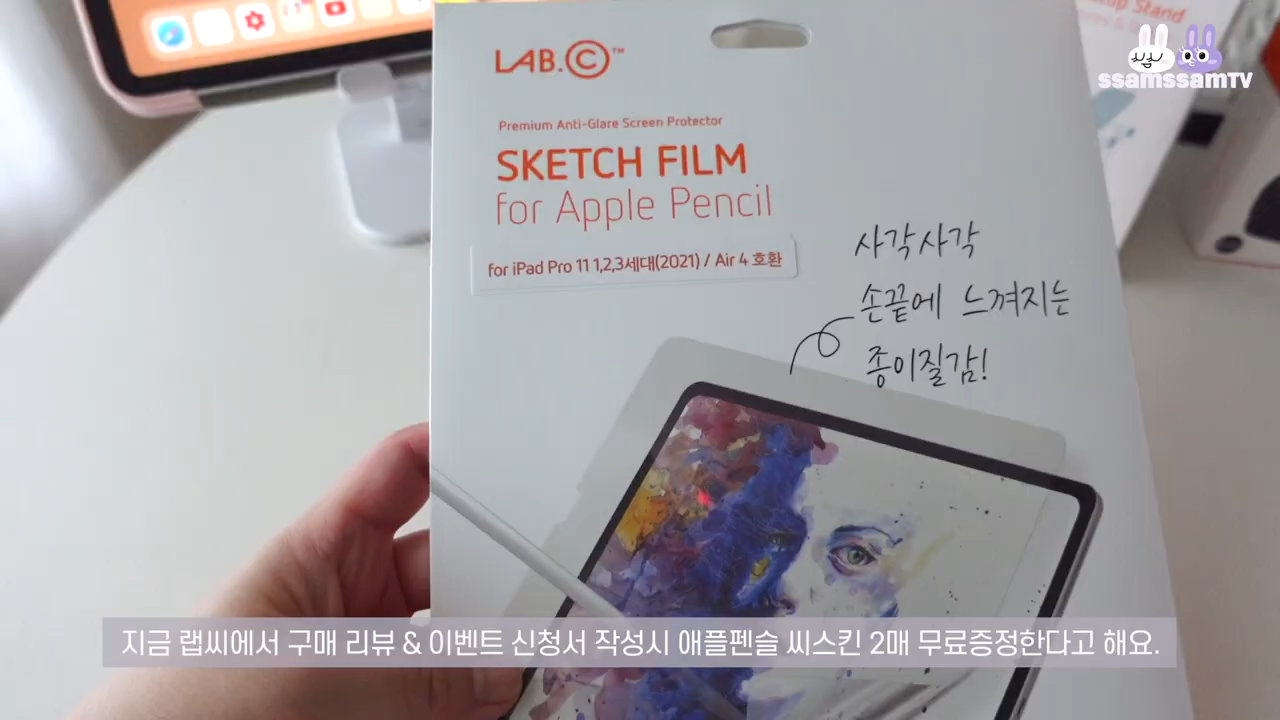 LAB.C™
Premium Anti-Glare Screen Protector
SKETCH FILM
for Apple Pencil
for iPad Pro 11 1,2,3세대(2021) / Air 4 호환
사각사각
손끝에 느껴지는
종이질감!
Stand
ssamssamTV
지금 랩씨에서 구매 리뷰 & 이벤트 신청서 작성시 애플펜슬 씨스킨 2매 무료증정한다고 해요.